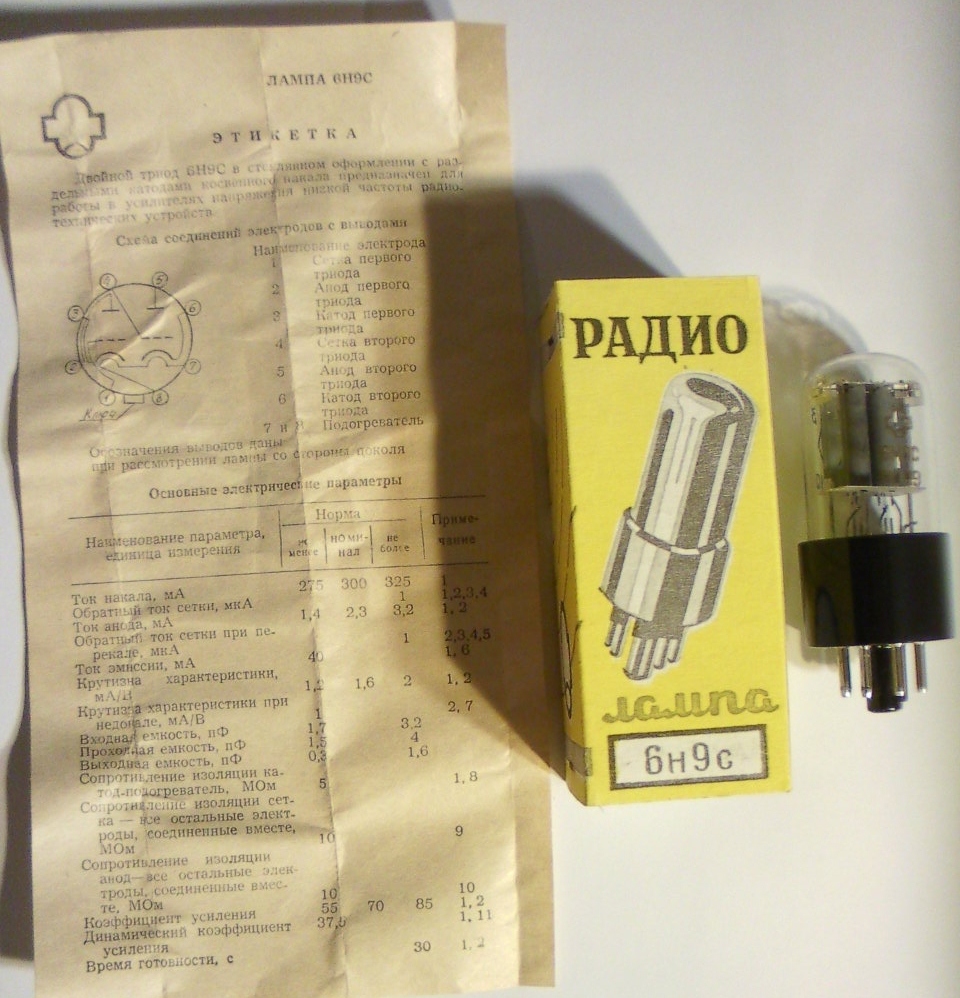 ЛАМПА 6Н9С
ЭТИКЕТКА
Двойной триод 6Н9С в стеклянном оформлении с раз-
дельными катодами косвенного накала предназначен для
работы в усилителях напряжения низкой частоты радио-
технических устройств.
Схема соединений электродов с выводами
Наименование электрода
1 Сетка первого
триода
2 Анод первого
триода
3 Катод первого
триода
4 Сетка второго
триода
5 Анод второго
триода
6 Катод второго
триода
7 и 8 Подогреватель
4 5
3 6
2 7
1 8
Ключ
Обозначения выводов даны
при рассмотрении лампы со стороны цоколя
Основные электрические параметры
Наименование параметра,
единица измерения
Норма
не
менее
номи-
нал
не
более
Приме-
чание
Ток накала, мА 275 300 325 1
Обратный ток сетки, мкА 1 1,2,3,4
Ток анода, мА 1,4 2,3 3,2 1, 2
Обратный ток сетки при пе-
рекале, мкА 1 2,3,4,5
Ток эмиссии, мА 40 1, 6
Крутизна характеристики,
мА/В 1,2 1,6 2 1, 2
Крутизна характеристики при
недокале, мА/В 1 2, 7
Входная емкость, пФ 1,7 3,2
Проходная емкость, пФ 1,5 4
Выходная емкость, пФ 0,3 1,6
Сопротивление изоляции ка-
тод-подогреватель, МОм 5 1, 8
Сопротивление изоляции сет-
ка — все остальные элект-
роды, соединенные вместе,
МОм 10 9
Сопротивление изоляции
анод—все остальные элек-
троды, соединенные вмес-
те, МОм 10 10
Коэффициент усиления 55 70 85 1, 2
Динамический коэффициент
усиления 37,5 1, 11
Время готовности, с 30 1, 2
РАДИО
лампа
6н9с